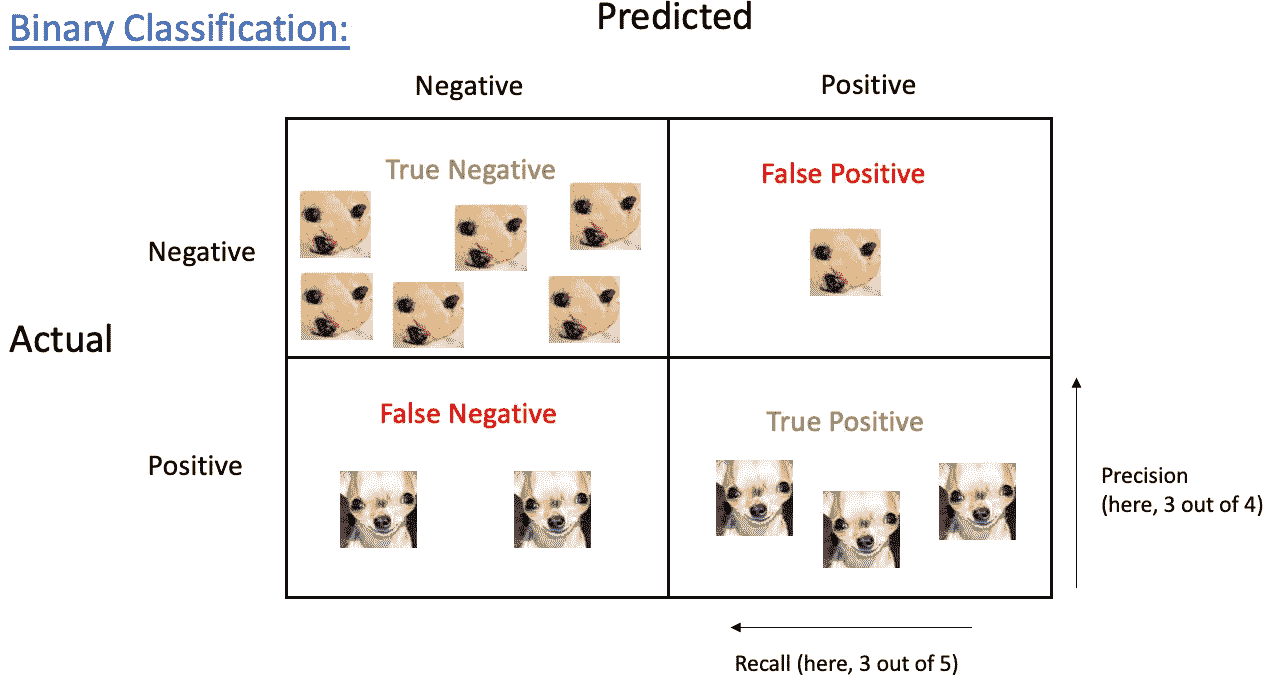 Binary Classification:
Predicted
Negative
Positive
True Negative
False Positive
Negative
Actual
False Negative
True Positive
Positive
Precision
(here, 3 out of 4)
Recall (here, 3 out of 5)